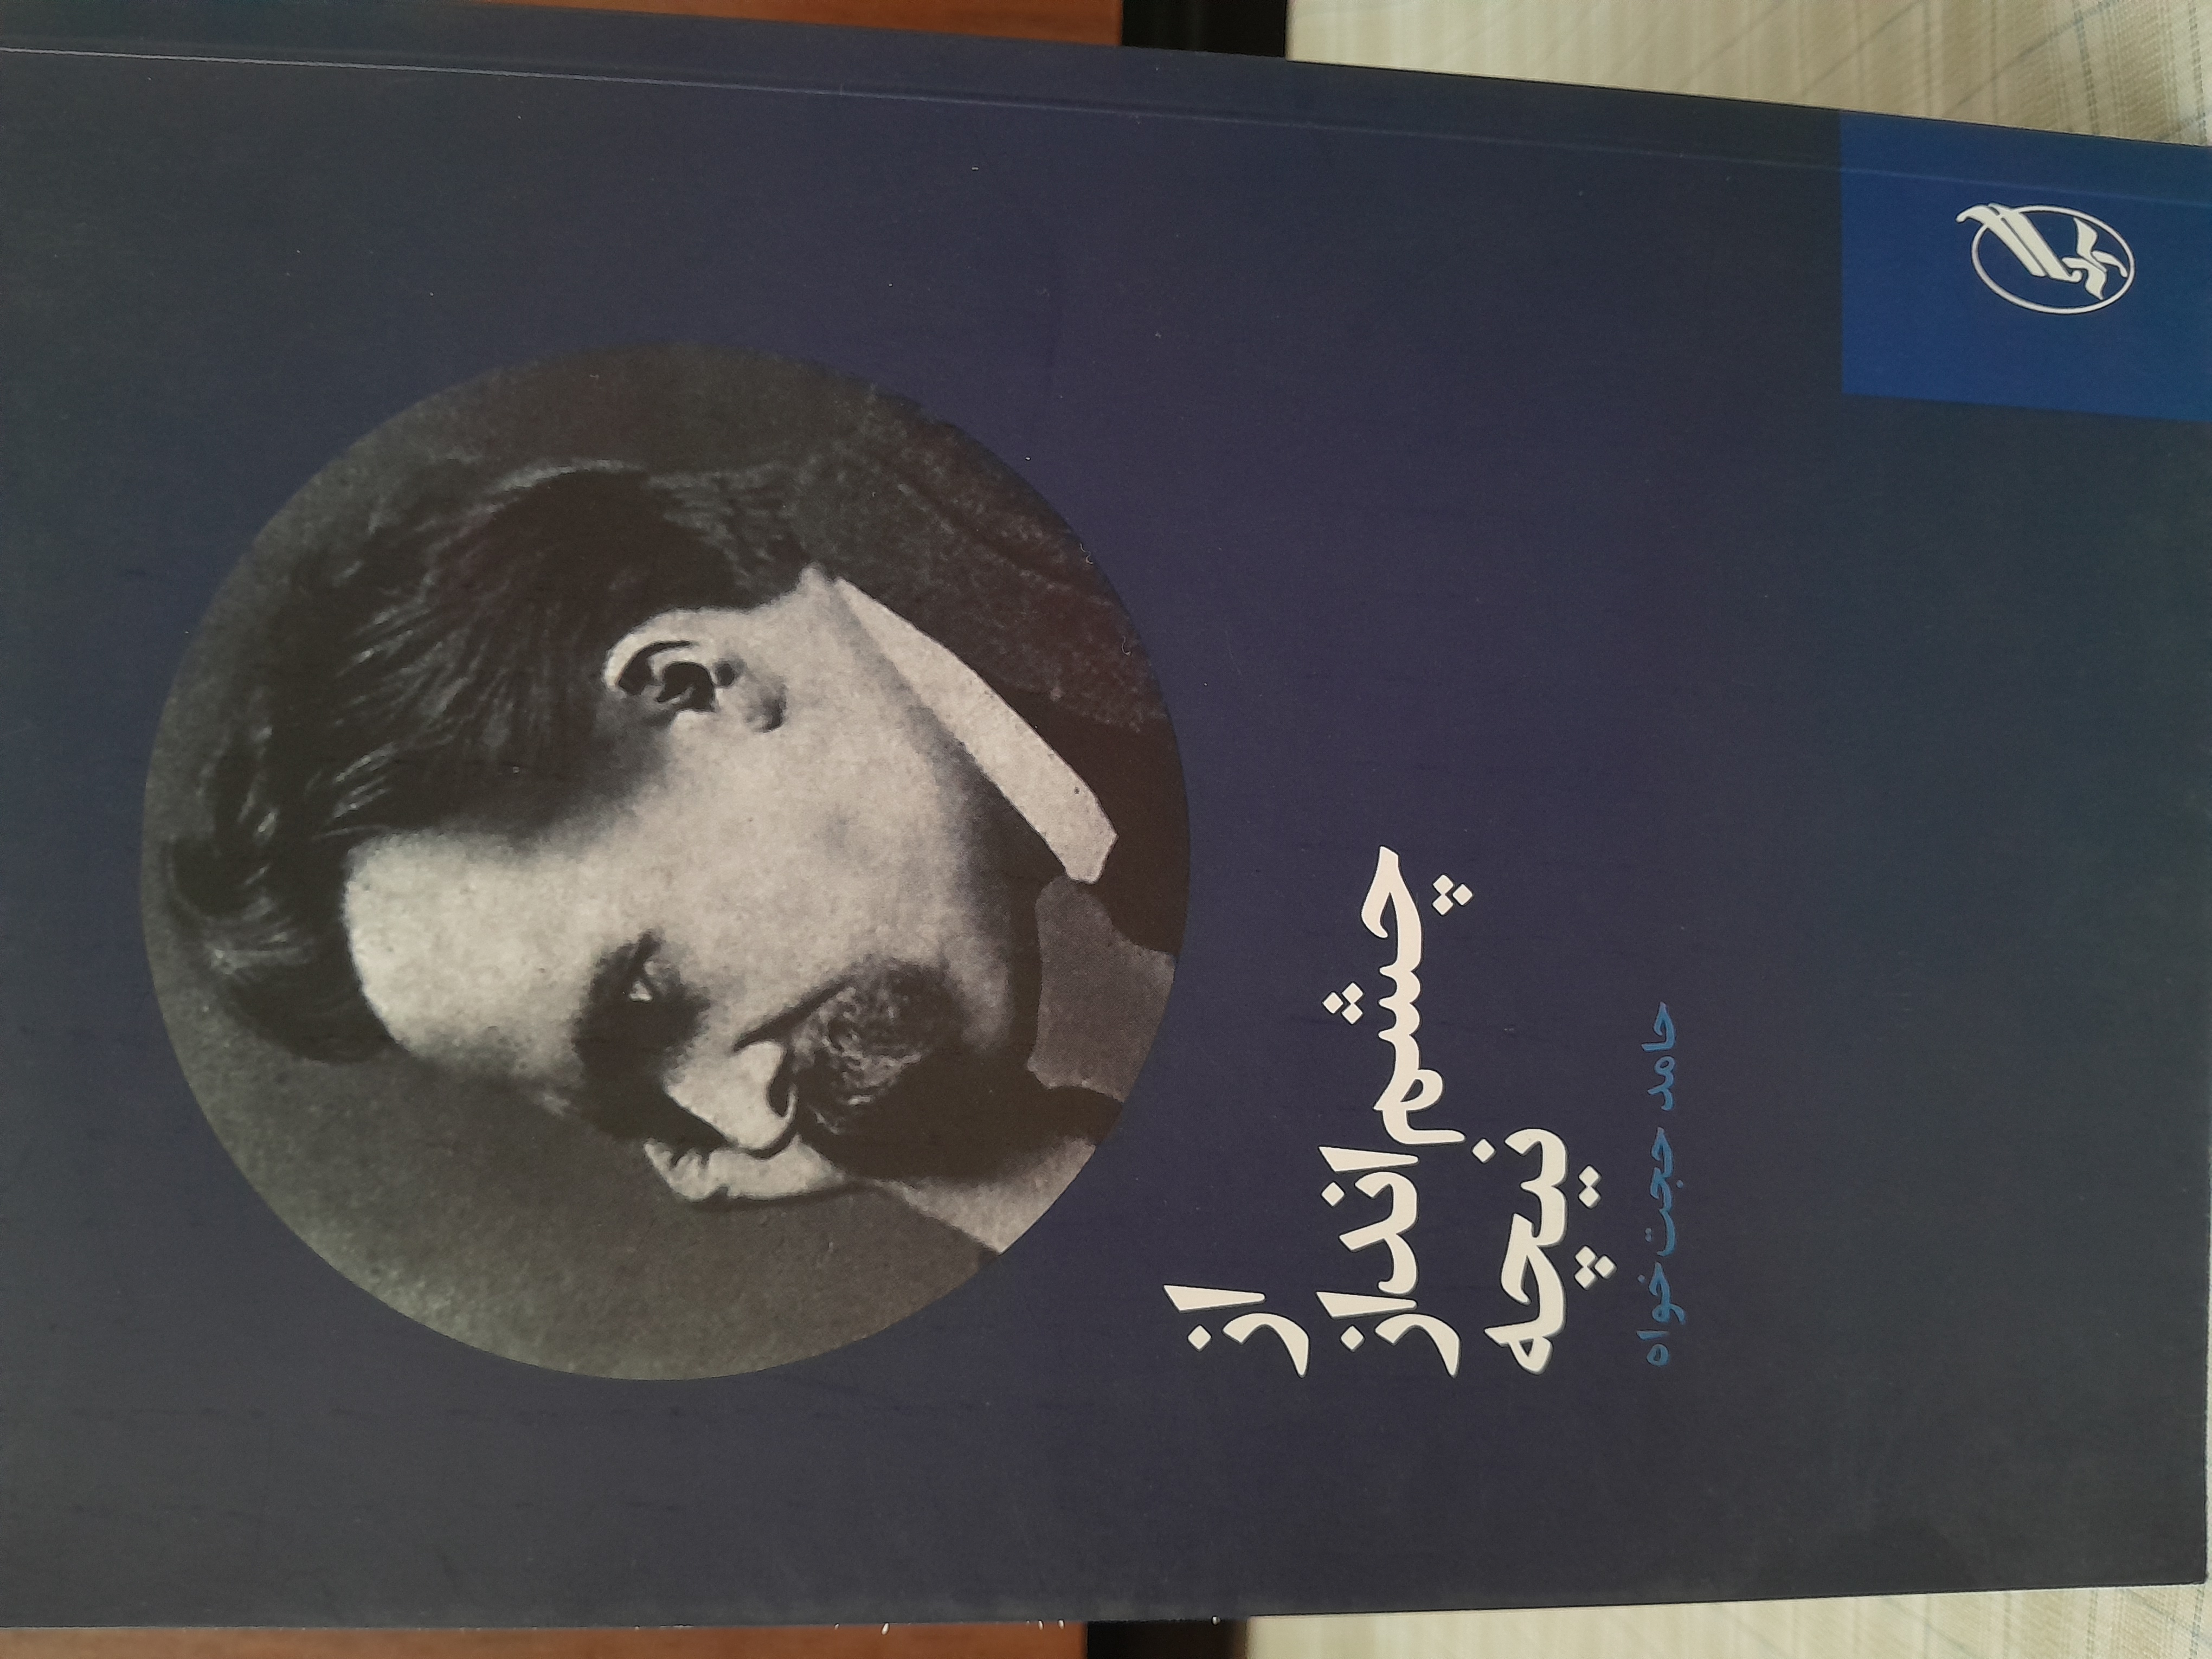 از
چشم‌انداز
نیچه
حامد حجت‌خواه